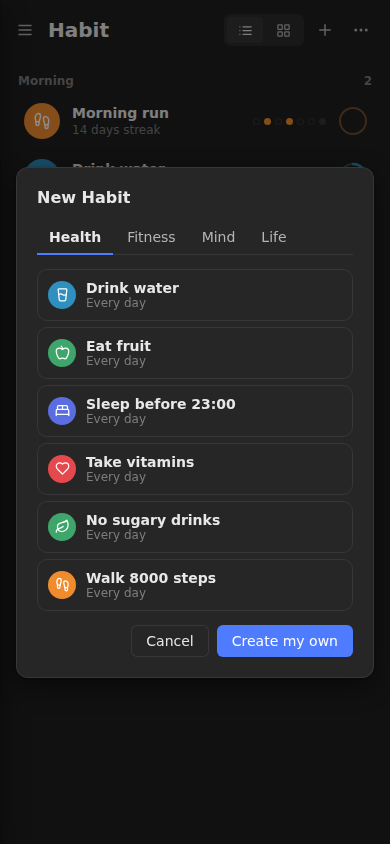 Habit
Morning
2
Morning run
14 days streak
Drink water
New Habit
Health
Fitness
Mind
Life
Drink water
Every day
Eat fruit
Every day
Sleep before 23:00
Every day
Take vitamins
Every day
No sugary drinks
Every day
Walk 8000 steps
Every day
Cancel
Create my own